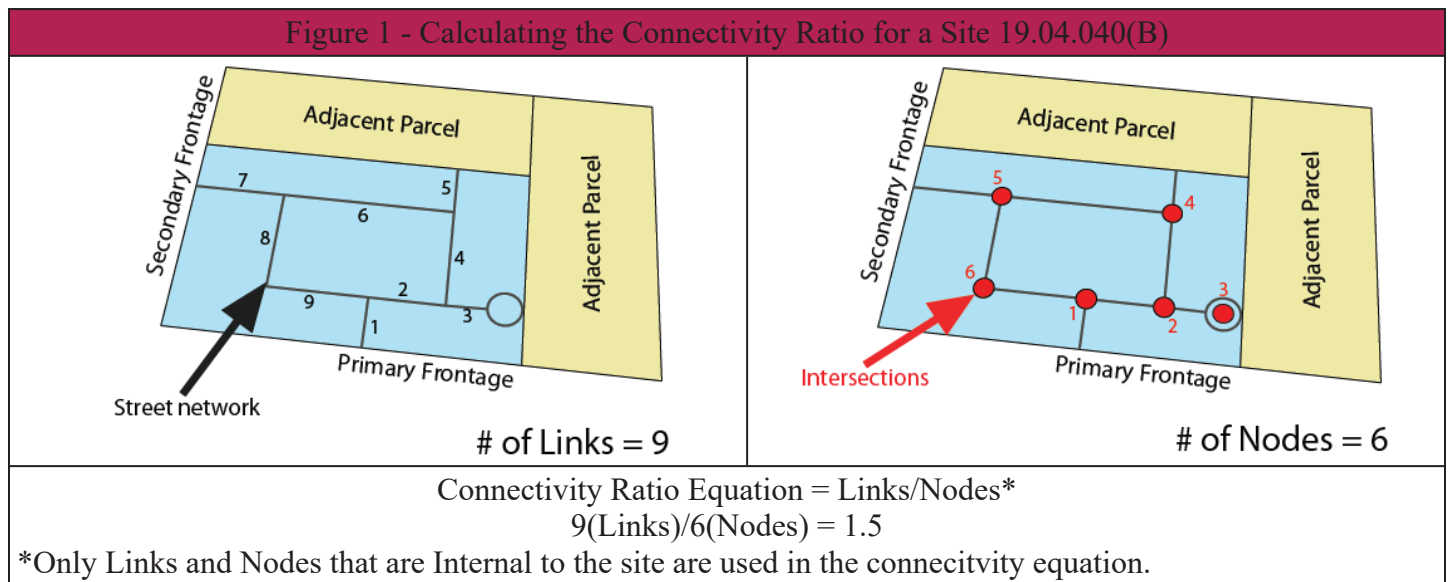 Figure 1 - Calculating the Connectivity Ratio for a Site 19.04.040(B)
Secondary Frontage
Adjacent Parcel
Adjacent Parcel
7
5
6
8
4
9
2
3
1
Primary Frontage
Street network
# of Links = 9
Secondary Frontage
Adjacent Parcel
Adjacent Parcel
5
4
6
3
1
2
Primary Frontage
Intersections
# of Nodes = 6
Connectivity Ratio Equation = Links/Nodes*
9(Links)/6(Nodes) = 1.5
*Only Links and Nodes that are Internal to the site are used in the connecitvity equation.